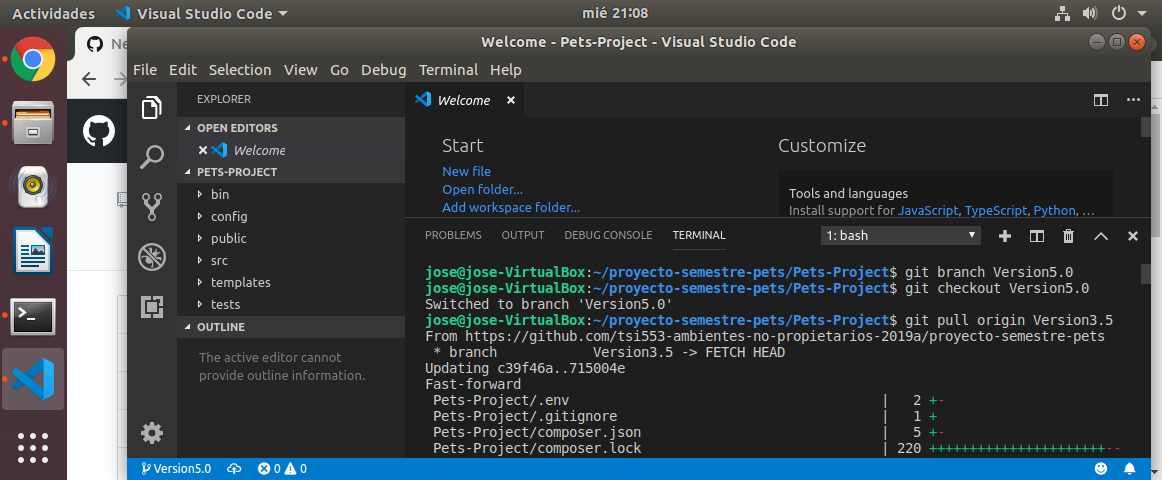 Actividades Visual Studio Code mié 21:08
Ne
Welcome - Pets-Project - Visual Studio Code
File Edit Selection View Go Debug Terminal Help
EXPLORER
OPEN EDITORS
Welcome
PETS-PROJECT
bin
config
public
src
templates
tests
OUTLINE
The active editor cannot
provide outline information.
Welcome
Start
New file
Open folder...
Add workspace folder...
Customize
Tools and languages
Install support for JavaScript, TypeScript, Python, ...
PROBLEMS OUTPUT DEBUG CONSOLE TERMINAL 1: bash
jose@jose-VirtualBox:~/proyecto-semestre-pets/Pets-Project$ git branch Version5.0
jose@jose-VirtualBox:~/proyecto-semestre-pets/Pets-Project$ git checkout Version5.0
Switched to branch 'Version5.0'
jose@jose-VirtualBox:~/proyecto-semestre-pets/Pets-Project$ git pull origin Version3.5
From https://github.com/tsi553-ambientes-no-propietarios-2019a/proyecto-semestre-pets
* branch Version3.5 -> FETCH HEAD
Updating c39f46a..715004e
Fast-forward
Pets-Project/.env | 2 +-
Pets-Project/.gitignore | 1 +
Pets-Project/composer.json | 5 +-
Pets-Project/composer.lock | 220 ++++++++++++++++++++++--
Version5.0 0 0